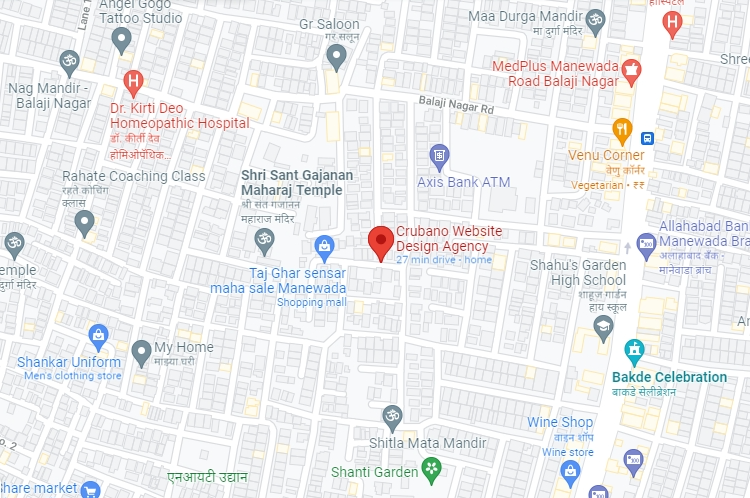 Angel Gogo
Tattoo Studio
Lane 1
Gr Saloon
गर सलून
Maa Durga Mandir
मा दुर्गा मंदिर
हॉस्पिटल
MedPlus Manewada
Road Balaji Nagar
Shree
Nag Mandir -
Balaji Nagar
Dr. Kirti Deo
Homeopathic Hospital
डॉ. कीर्ती देव
होमिओपॅथिक...
Balaji Nagar Rd
Venu Corner
वेणु कॉर्नर
Vegetarian • ₹₹
Axis Bank ATM
Rahate Coaching Class
रहते कोचिंग
क्लास
Shri Sant Gajanan
Maharaj Temple
श्री संत गजानन
महाराज मंदिर
Crubano Website
Design Agency
27 min drive - home
Allahabad Ban
Manewada Bra
अलाहाबाद बँक -
मानेवाडा ब्रांच
Temple
दुर्गा मंदिर
Taj Ghar sensar
maha sale Manewada
Shopping mall
Shahu's Garden
High School
शाहूज गार्डन
हाय स्कूल
An
Shankar Uniform
Men's clothing store
My Home
माझ्या घरी
Bakde Celebration
बाकडे सेलीब्रेशन
Shitla Mata Mandir
Wine Shop
वाइन शॉप
Wine store
o. 2
एनआयटी उद्यान
Shanti Garden
Share market